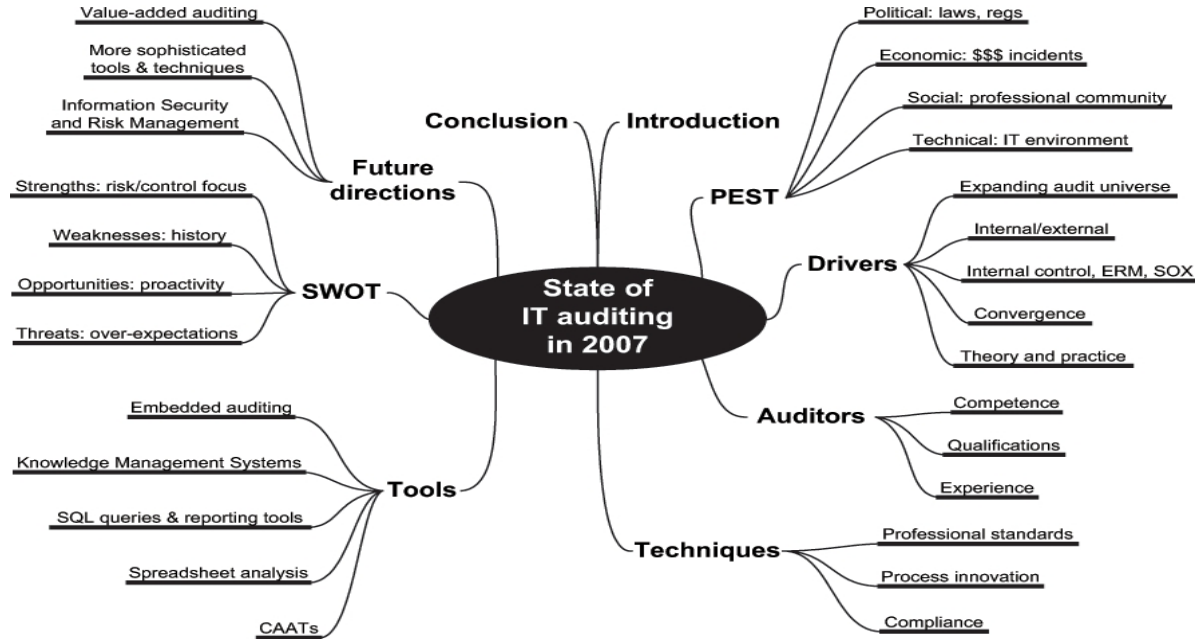 State of
IT auditing
in 2007
Introduction
PEST
Political: laws, regs
Economic: $$$ incidents
Social: professional community
Technical: IT environment
Drivers
Expanding audit universe
Internal/external
Internal control, ERM, SOX
Convergence
Theory and practice
Auditors
Competence
Qualifications
Experience
Techniques
Professional standards
Process innovation
Compliance
Tools
Embedded auditing
Knowledge Management Systems
SQL queries & reporting tools
Spreadsheet analysis
CAATs
SWOT
Strengths: risk/control focus
Weaknesses: history
Opportunities: proactivity
Threats: over-expectations
Future
directions
Value-added auditing
More sophisticated
tools & techniques
Information Security
and Risk Management
Conclusion